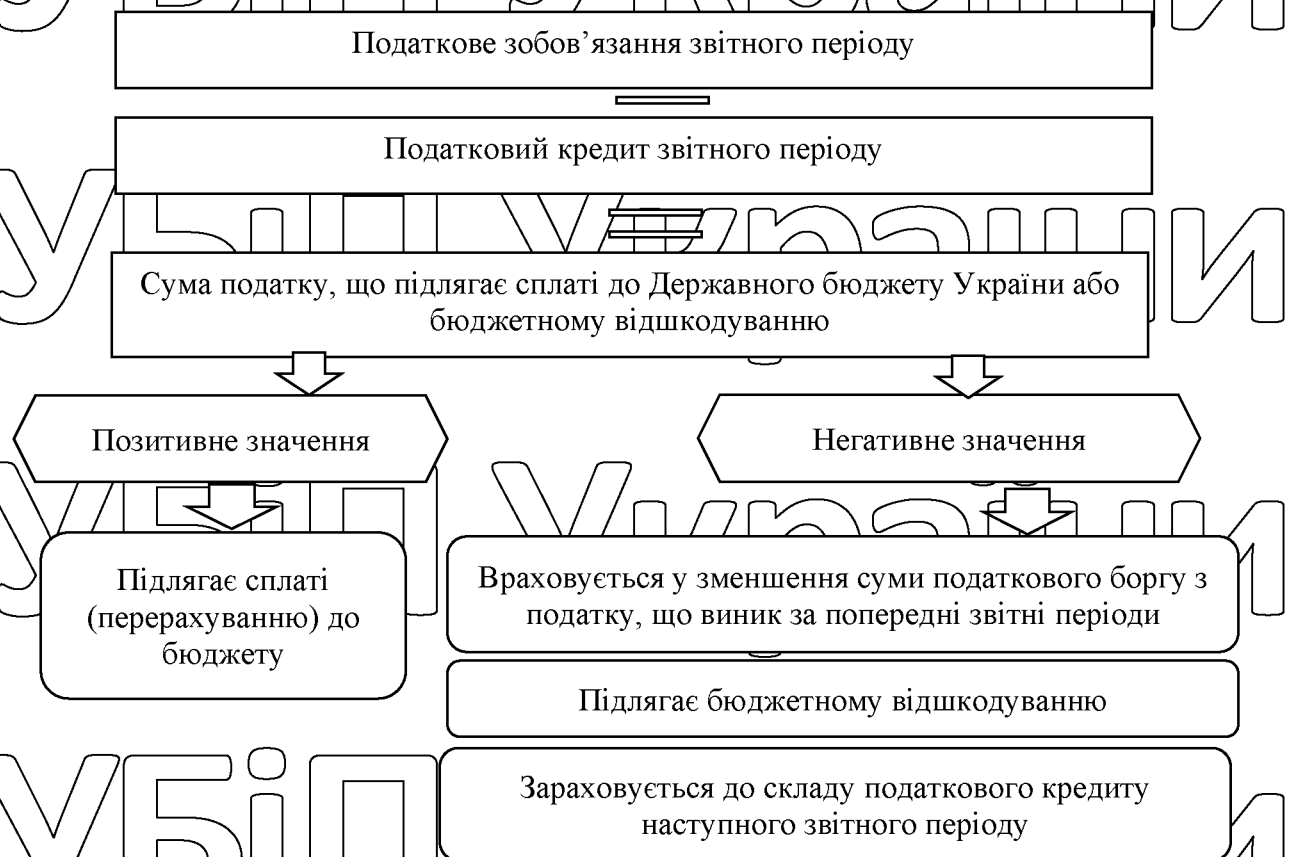 Податкове зобов’язання звітного періоду
Податковий кредит звітного періоду
Сума податку, що підлягає сплаті до Державного бюджету України або
бюджетному відшкодуванню
Позитивне значення
Негативне значення
Підлягає сплаті
(перерахуванню) до
бюджету
Враховується у зменшення суми податкового боргу з
податку, що виник за попередні звітні періоди
Підлягає бюджетному відшкодуванню
Зараховується до складу податкового кредиту
наступного звітного періоду